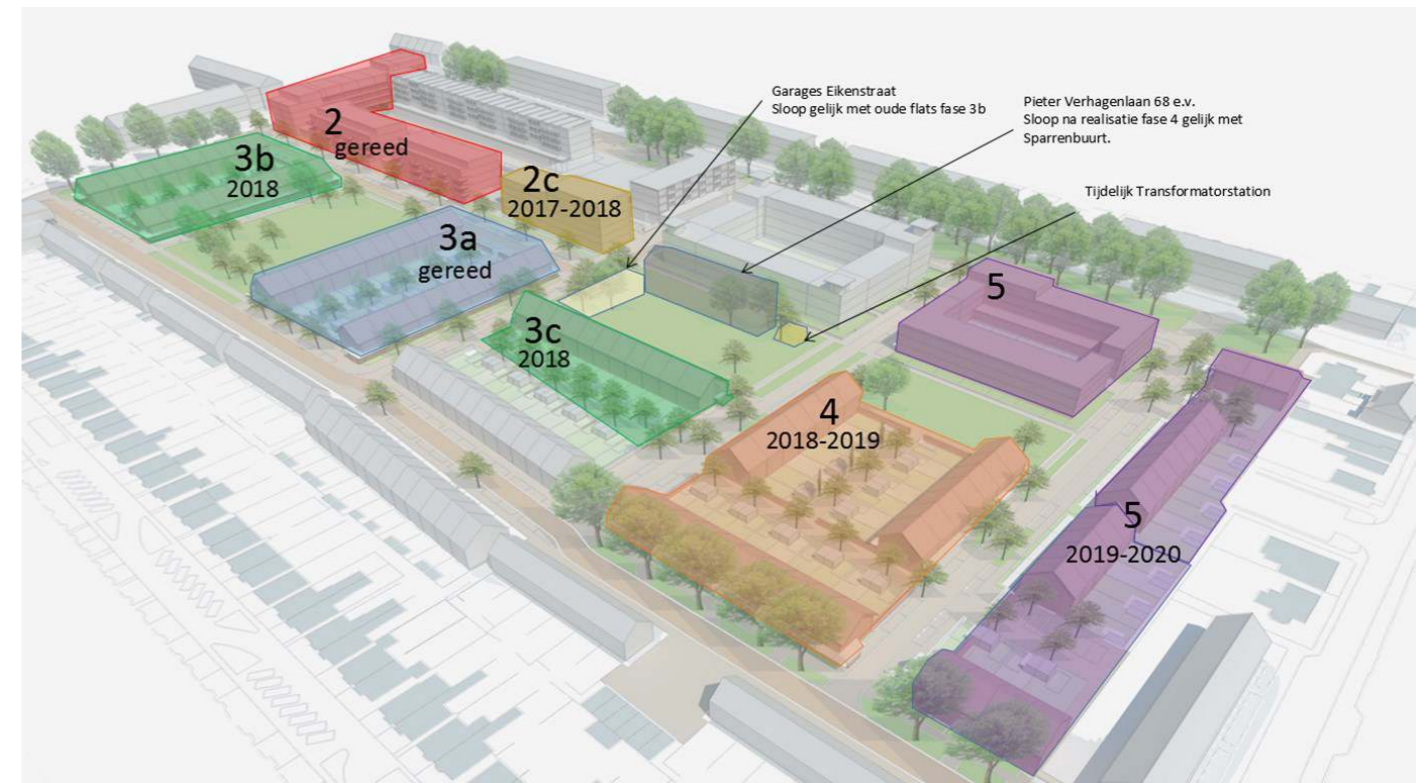 Garages Eikenstraat
Sloop gelijk met oude flats fase 3b
Pieter Verhagenlaan 68 e.v.
Sloop na realisatie fase 4 gelijk met
Sparrenbuurt.
Tijdelijk Transformatorstation
2
gereed
3b
2018
2c
2017-2018
3a
gereed
5
3c
2018
4
2018-2019
5
2019-2020